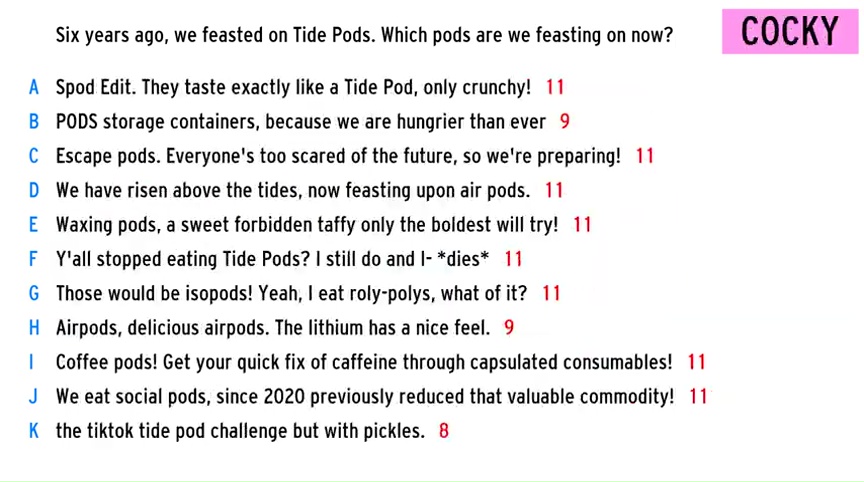 Six years ago, we feasted on Tide Pods. Which pods are we feasting on now?
COCKY
A Spod Edit. They taste exactly like a Tide Pod, only crunchy! 11
B PODS storage containers, because we are hungrier than ever 9
C Escape pods. Everyone's too scared of the future, so we're preparing! 11
D We have risen above the tides, now feasting upon air pods. 11
E Waxing pods, a sweet forbidden taffy only the boldest will try! 11
F Y'all stopped eating Tide Pods? I still do and I- *dies* 11
G Those would be isopods! Yeah, I eat roly-polys, what of it? 11
H Airpods, delicious airpods. The lithium has a nice feel. 9
I Coffee pods! Get your quick fix of caffeine through capsulated consumables! 11
J We eat social pods, since 2020 previously reduced that valuable commodity! 11
K the tiktok tide pod challenge but with pickles. 8